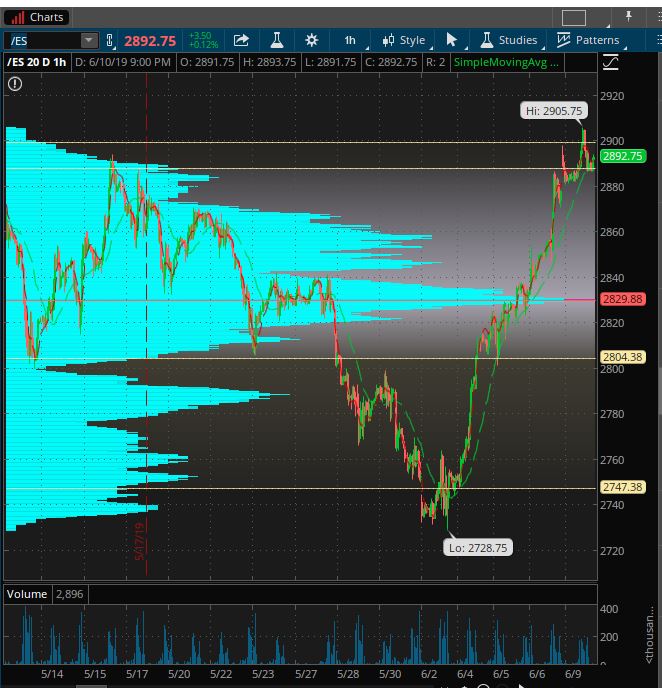 Charts
/ES 2892.75 +3.50 1h Style Studies Patterns
+0.12%
/ES 20 D 1h D: 6/10/19 9:00 PM O: 2891.75 H: 2893.75 L: 2891.75 C: 2892.75 R: 2 SimpleMovingAvg ...
2920
Hi: 2905.75
2900
2892.75
2880
2860
2840
2829.88
2820
2804.38
2800
2780
2760
2747.38
2740
5/17/19
Lo: 2728.75
2720
Volume 2,896
400
200
0
<thousan...
5/14 5/15 5/17 5/20 5/22 5/23 5/27 5/28 5/30 6/2 6/4 6/5 6/6 6/9